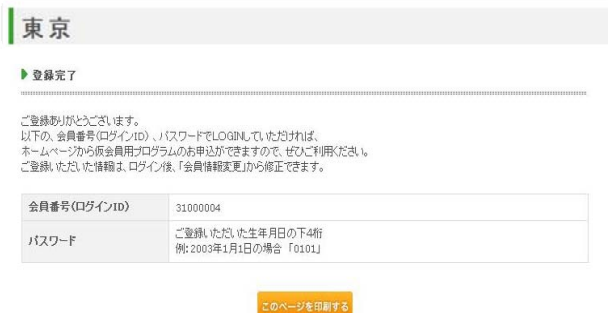 東京
登録完了
ご登録ありがとうございます。
以下の、会員番号(ログインID)、パスワードでLOGINしていただければ、
ホームページから仮会員用プログラムのお申込ができますので、ぜひご利用ください。
ご登録いただいた情報は、ログイン後、「会員情報変更」から修正できます。
会員番号(ログインID) 31000004
パスワード ご登録いただいた生年月日の下4桁
例:2003年1月1日の場合 「0101」
このページを印刷する